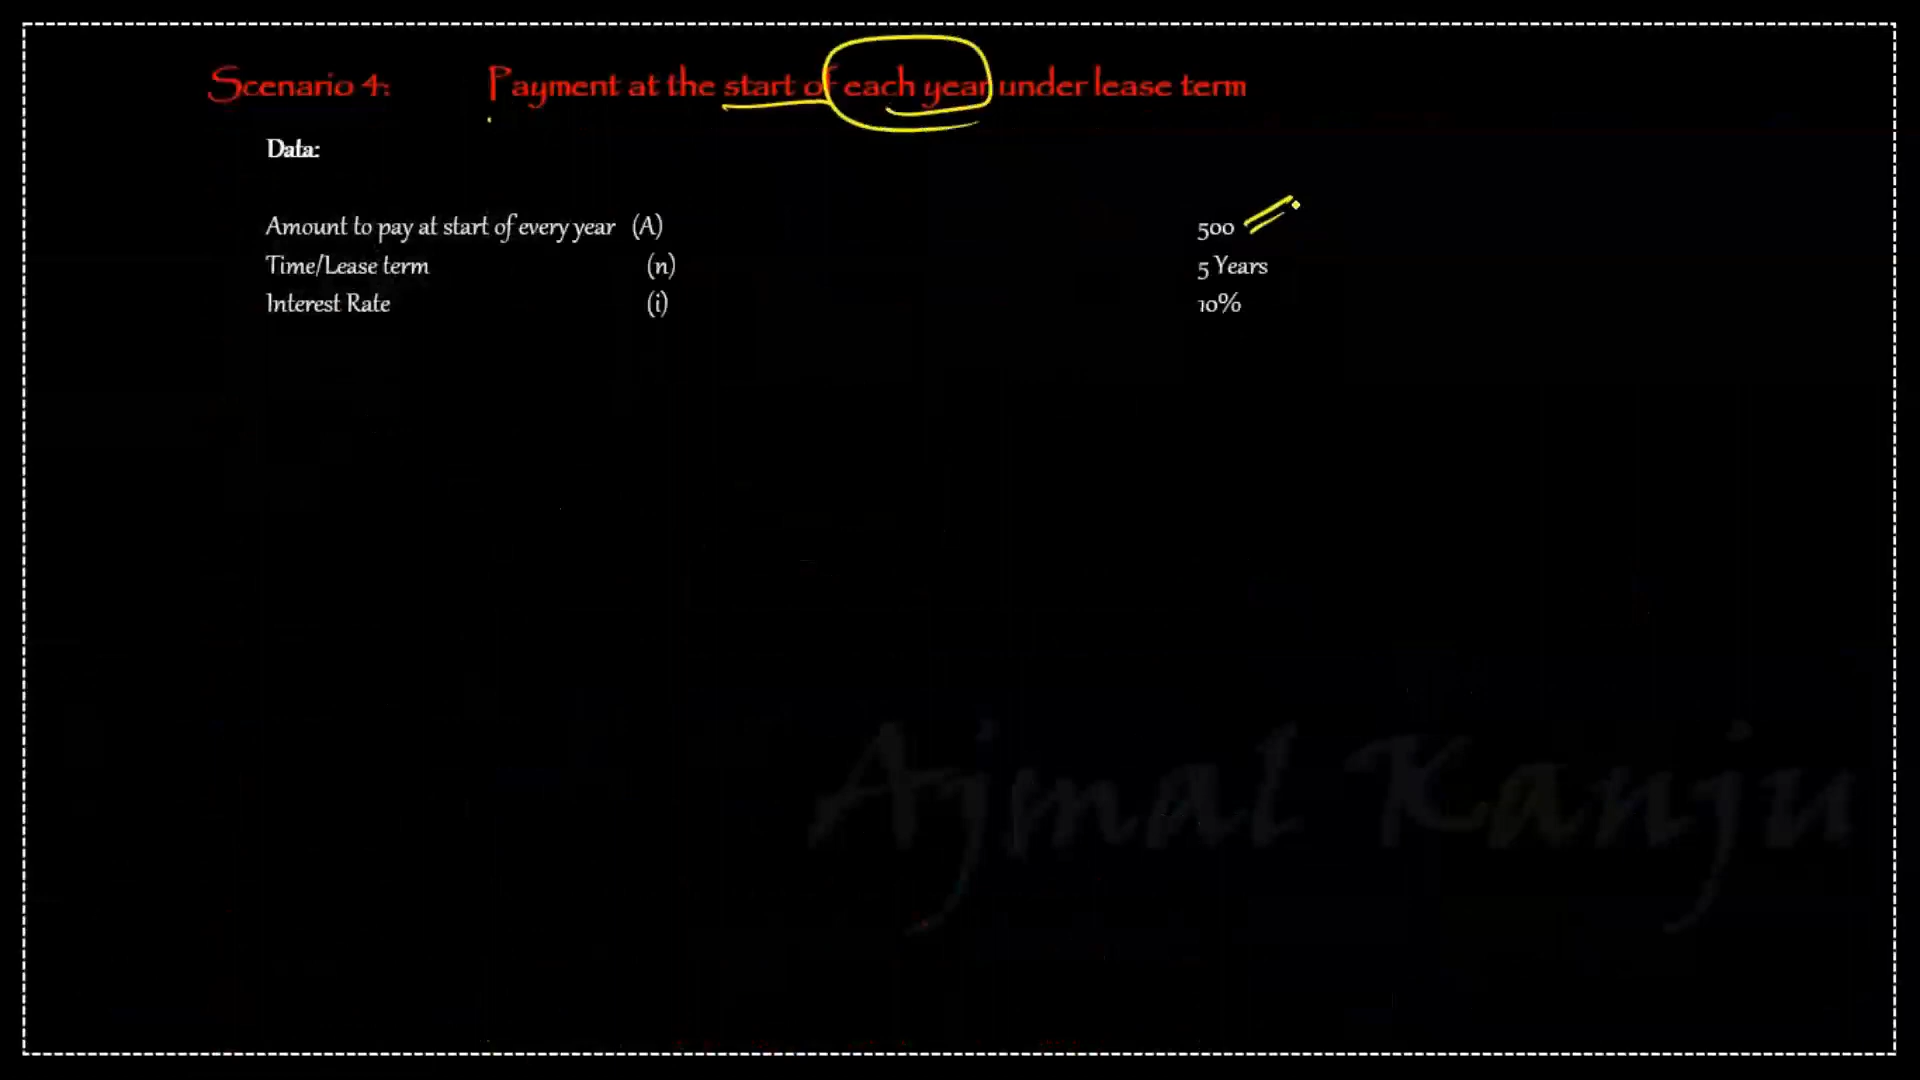 Scenario 4: Payment at the start of each year under lease term
Data:
Amount to pay at start of every year (A) 500
Time/Lease term (n) 5 Years
Interest Rate (i) 10%
Ajmal Kanju